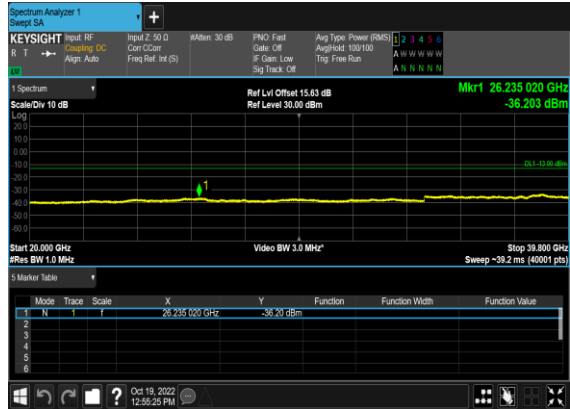 Spectrum Analyzer 1
Swept SA
KEYSIGHT
R T
LW
Input: RF
Coupling: DC
Align: Auto
Input Z: 50 Ω
Corr CCorr
Freq Ref: Int (S)
#Atten: 30 dB
PNO: Fast
Gate: Off
IF Gain: Low
Sig Track: Off
Avg Type: Power (RMS)
Avg|Hold: 100/100
Trig: Free Run
1 2 3 4 5 6
A W W W W W
A N N N N N
1 Spectrum
Scale/Div 10 dB
Ref Lvl Offset 15.63 dB
Ref Level 30.00 dBm
Mkr1 26.235 020 GHz
-36.203 dBm
Log
20.0
10.0
0.00
-10.0
-20.0
-30.0
-40.0
-50.0
-60.0
DL1 -13.00 dBm
1
Start 20.000 GHz
#Res BW 1.0 MHz
Video BW 3.0 MHz*
Stop 39.800 GHz
Sweep ~39.2 ms (40001 pts)
5 Marker Table
Mode Trace Scale X Y Function Function Width Function Value
1 N 1 f 26.235 020 GHz -36.20 dBm
2
3
4
5
6
?
Oct 19, 2022
12:55:25 PM